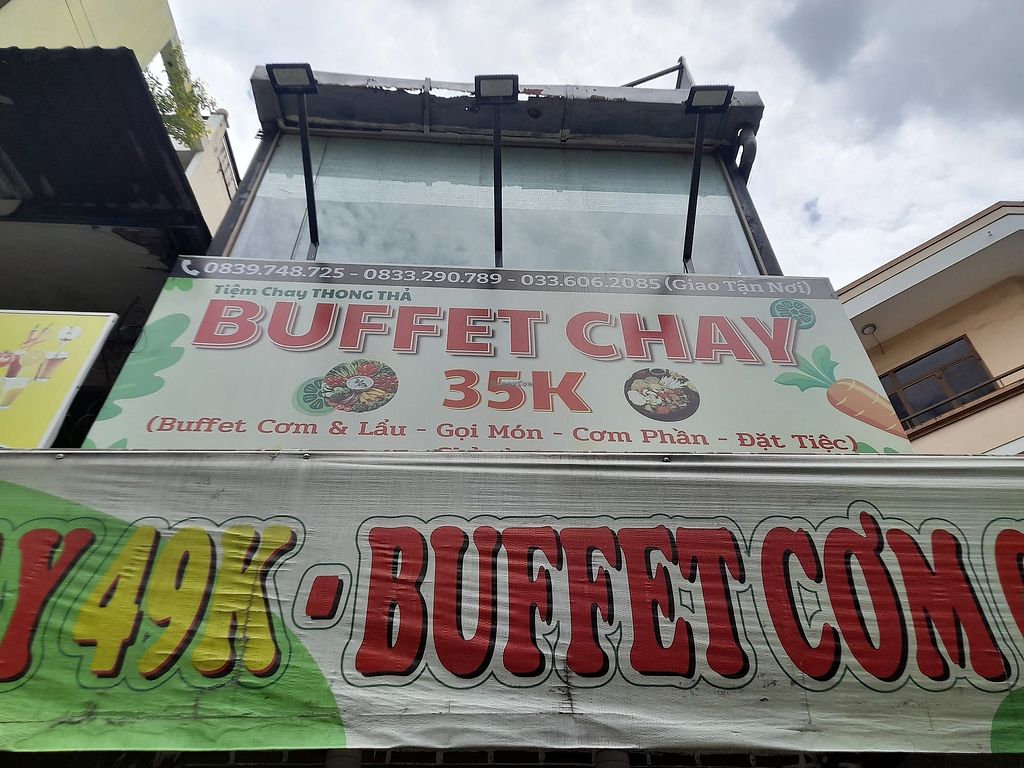 0839.748.725 - 0833.290.789 - 033.606.2085 (Giao Tận Nơi)
Tiệm Chay THONG THẢ
BUFFET CHAY
35K
(Buffet Cơm & Lẩu - Gọi Món - Cơm Phần - Đặt Tiệc)
Y 49K - BUFFET CƠM